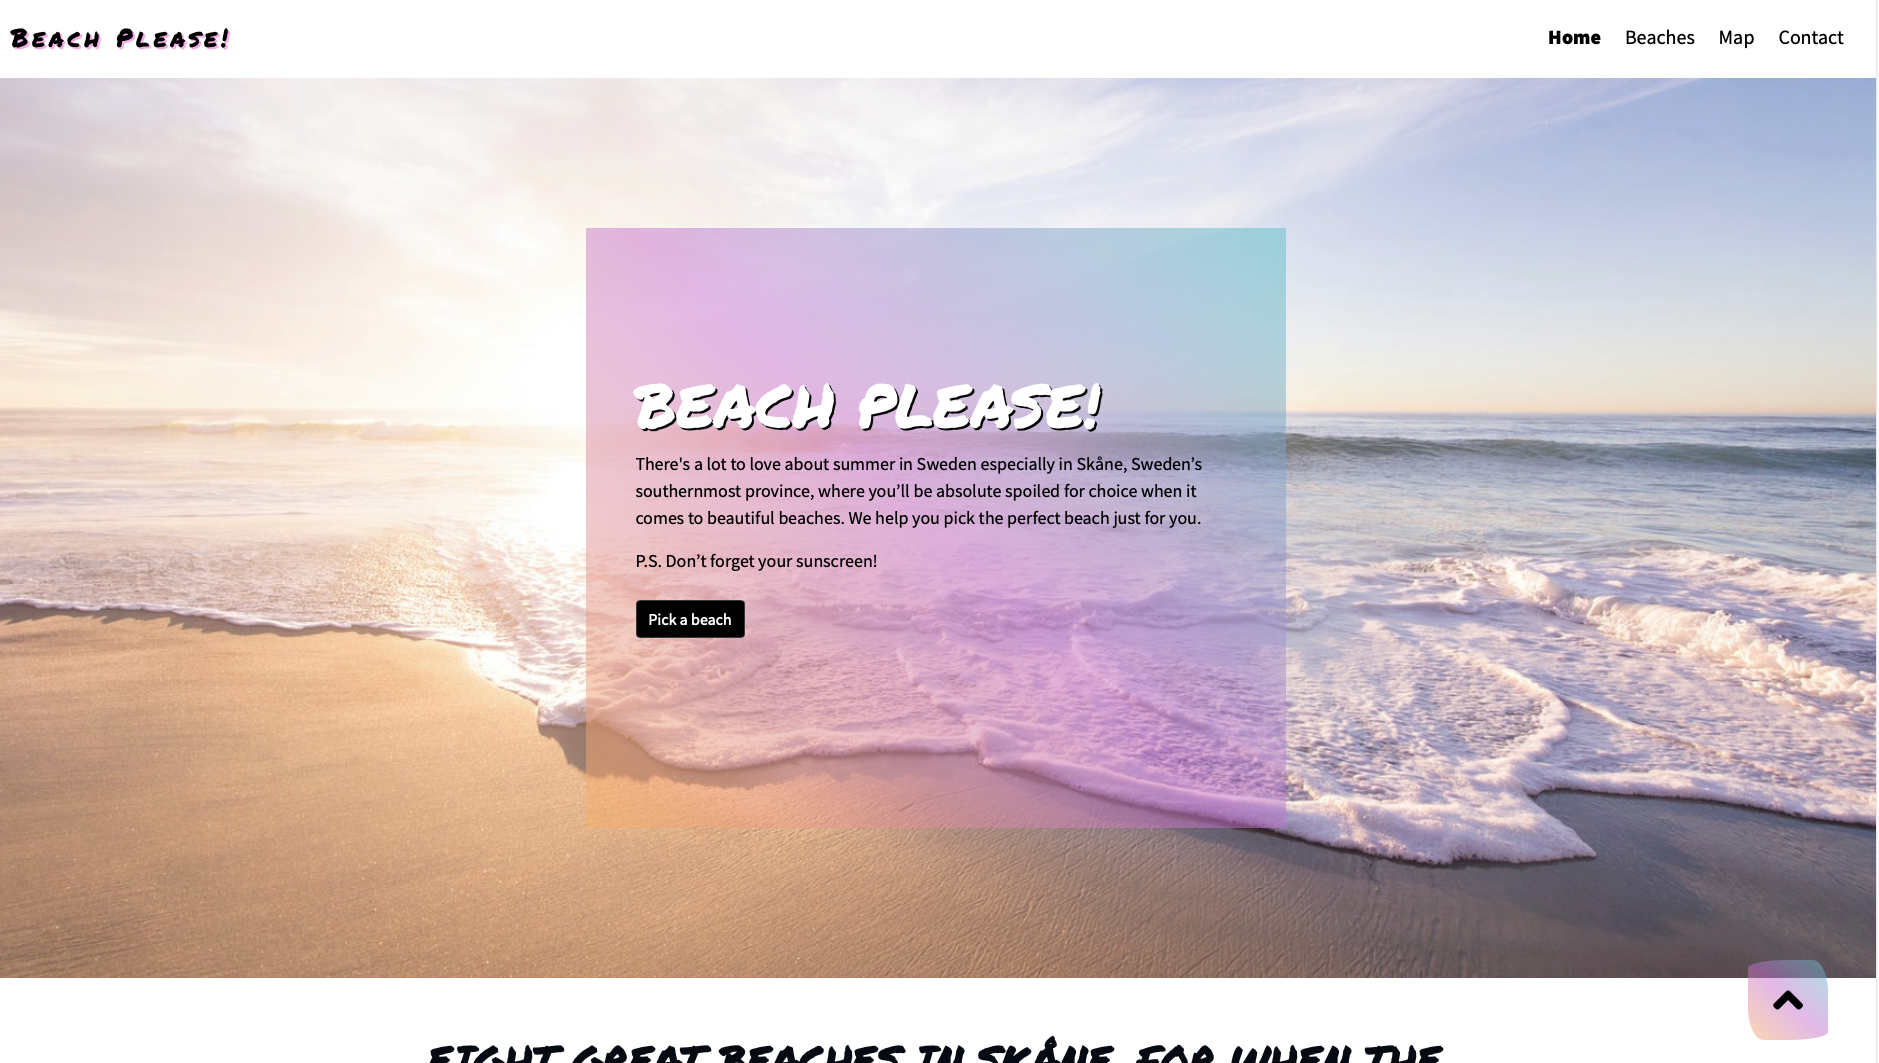 Beach Please!
Home
Beaches
Map
Contact
BEACH PLEASE!
There's a lot to love about summer in Sweden especially in Skåne, Sweden’s
southernmost province, where you’ll be absolute spoiled for choice when it
comes to beautiful beaches. We help you pick the perfect beach just for you.
P.S. Don’t forget your sunscreen!
Pick a beach
EIGHT GREAT BEACHES IN SKÅNE, FOR WHEN THE